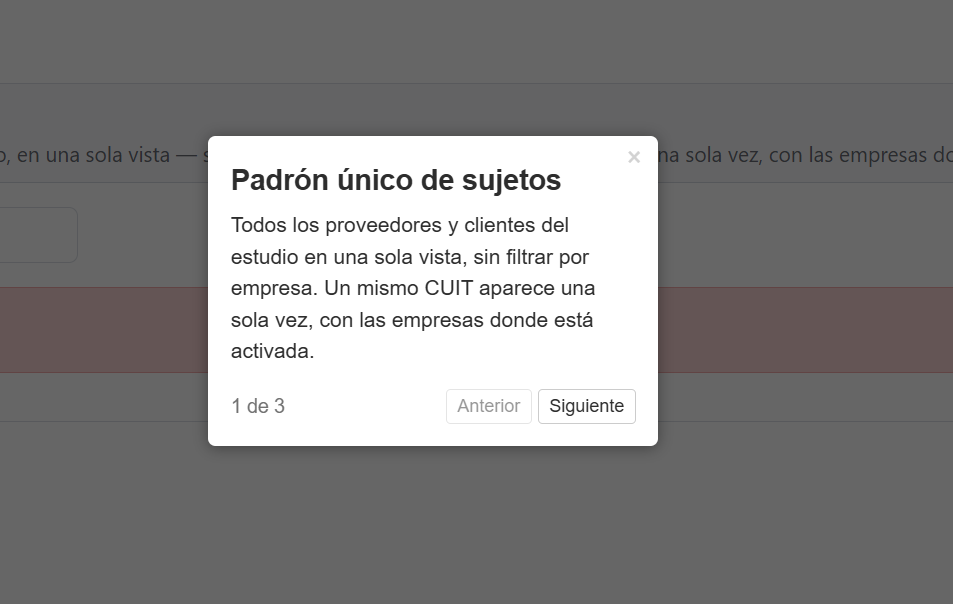 ×
Padrón único de sujetos
o, en una sola vista — na sola vez, con las empresas
Todos los proveedores y clientes del
estudio en una sola vista, sin filtrar por
empresa. Un mismo CUIT aparece una
sola vez, con las empresas donde está
activada.
1 de 3 Anterior Siguiente